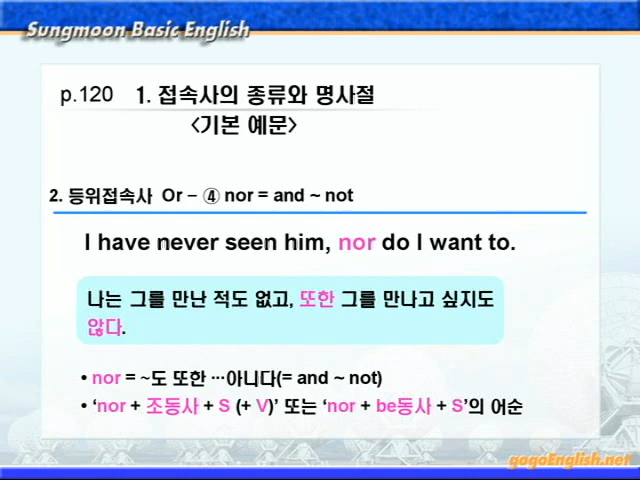 Sungmoon Basic English
p.120 1. 접속사의 종류와 명사절
<기본 예문>
2. 등위접속사 Or – ④ nor = and ~ not
I have never seen him, nor do I want to.
나는 그를 만난 적도 없고, 또한 그를 만나고 싶지도
않다.
• nor = ~도 또한 ···아니다(= and ~ not)
• ‘nor + 조동사 + S (+ V)’ 또는 ‘nor + be동사 + S’의 어순
gogoEnglish.net